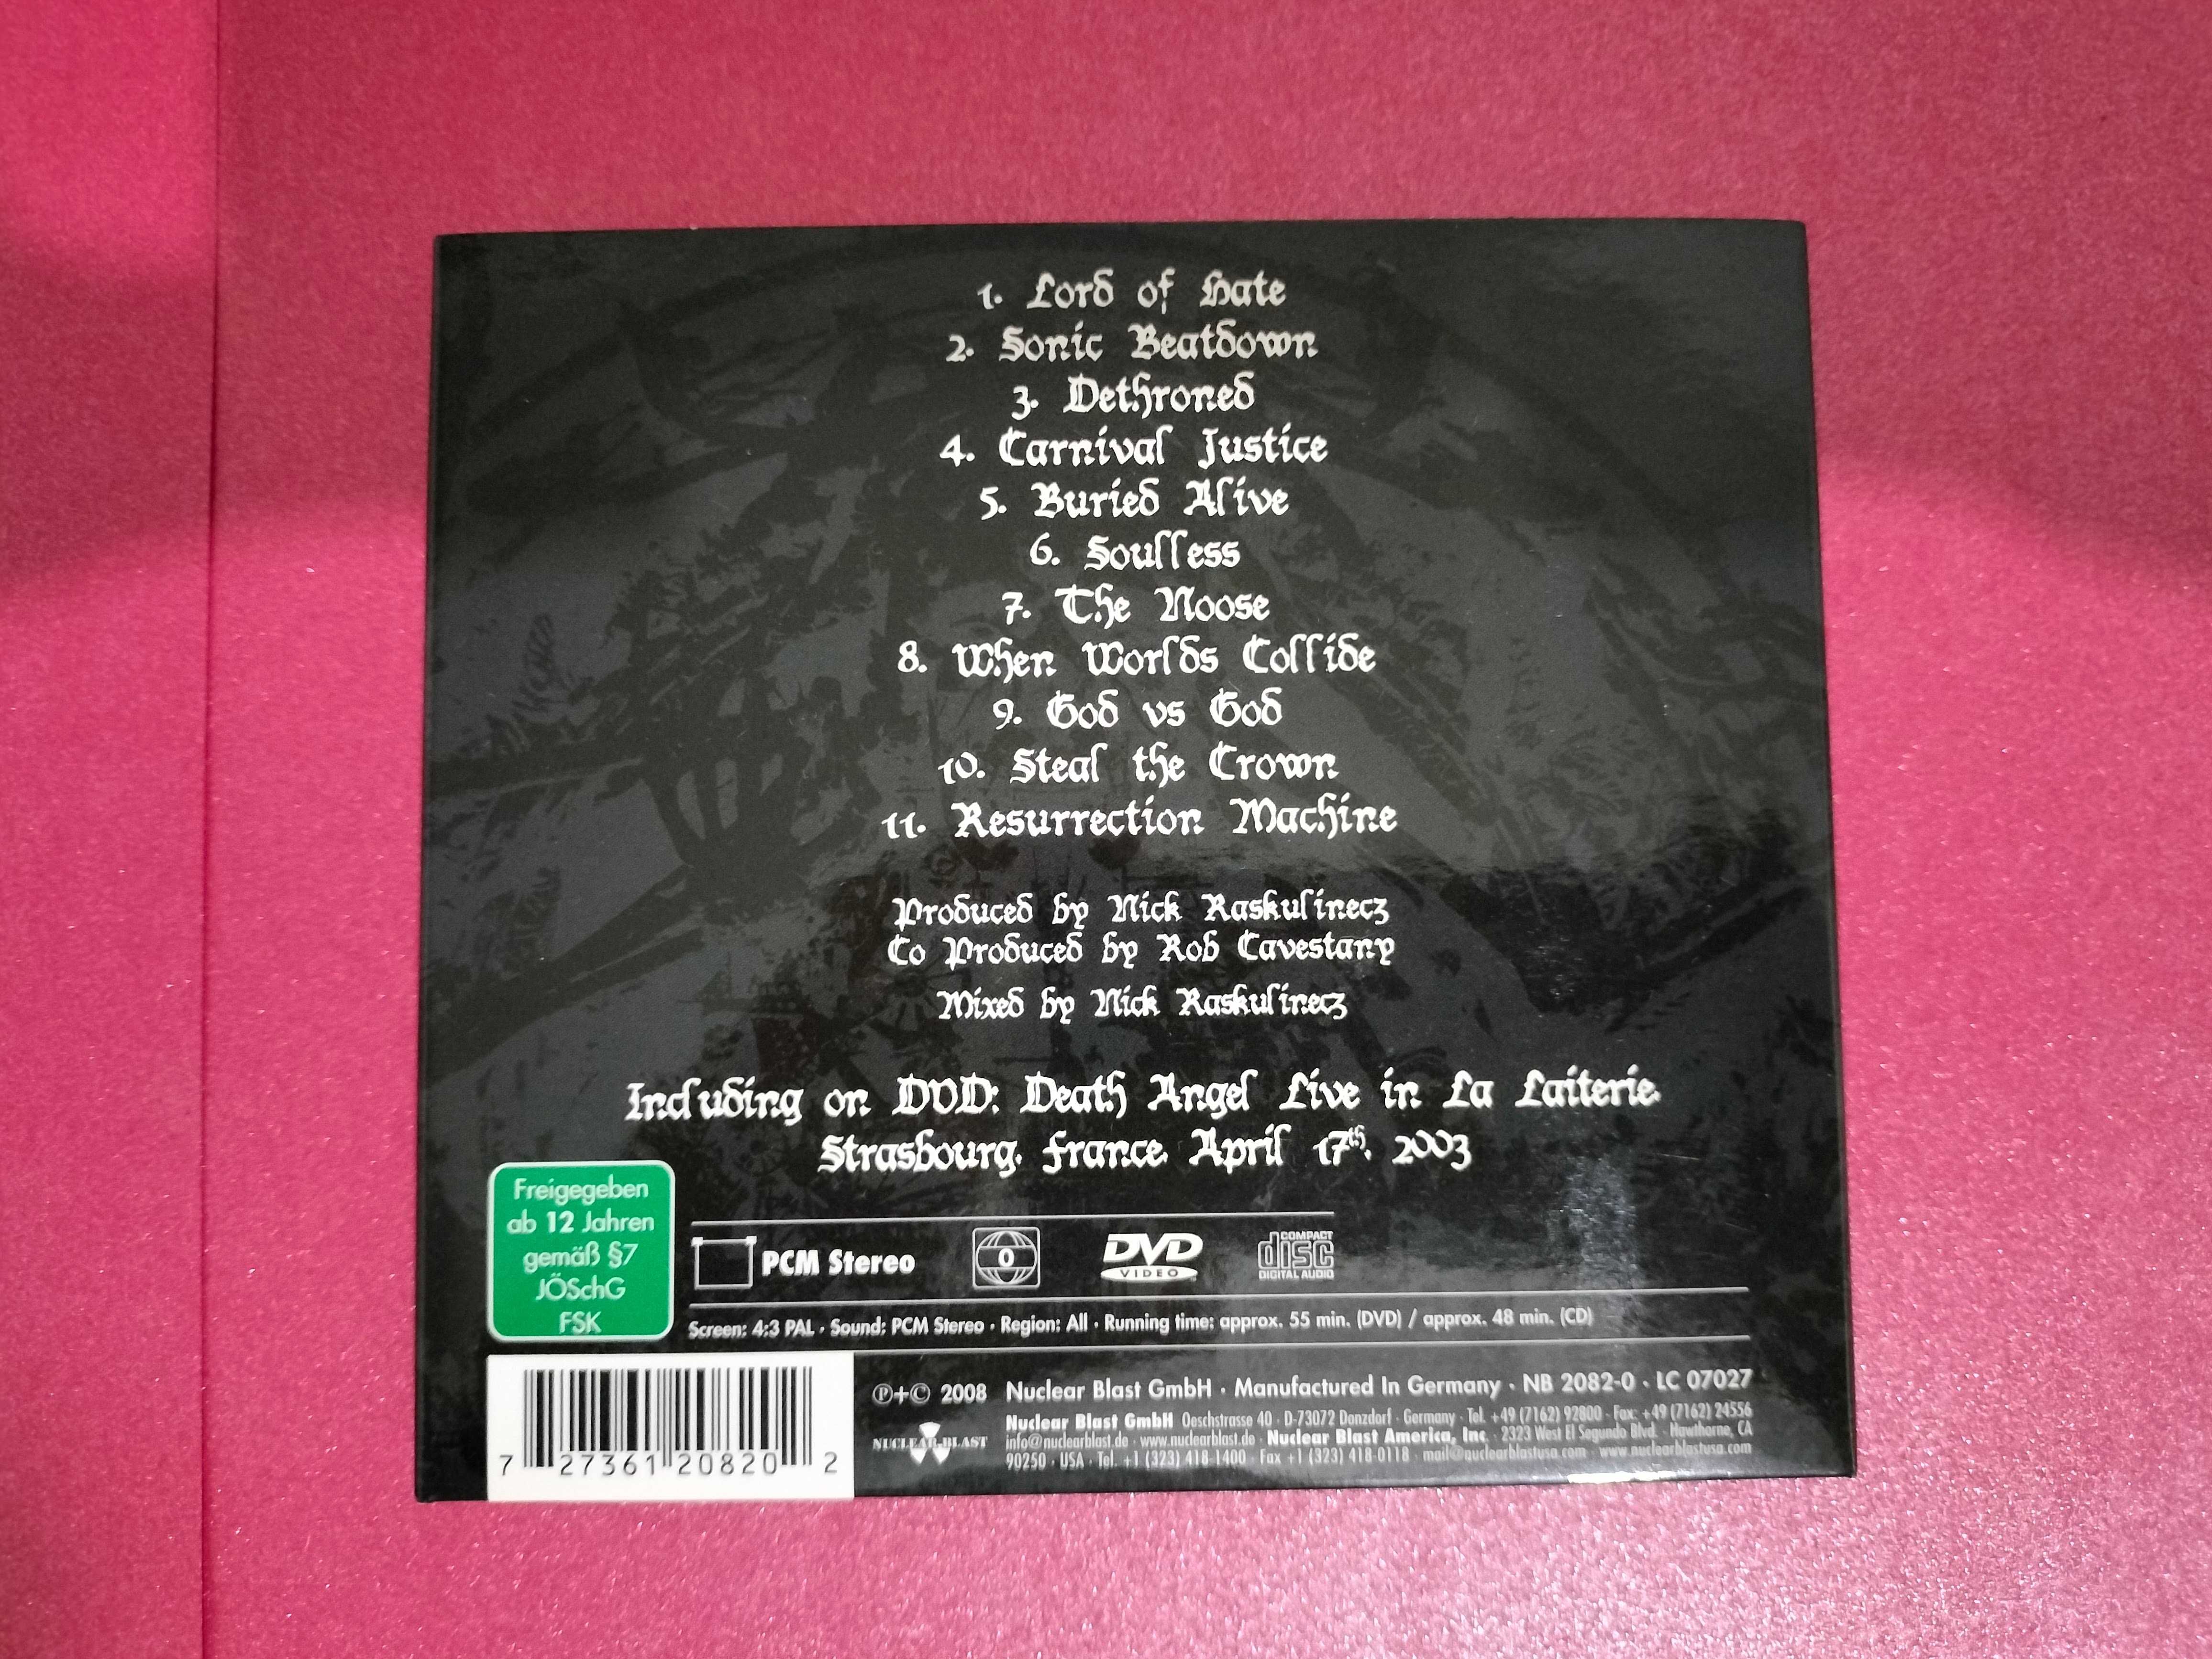 1. Lord of Hate
2. Sonic Beatdown
3. Dethroned
4. Carnival Justice
5. Buried Alive
6. Soulless
7. The Noose
8. When Worlds Collide
9. God vs God
10. Steal the Crown
11. Resurrection Machine
Produced by Nick Raskulinecz
Co Produced by Rob Cavestany
Mixed by Nick Raskulinecz
Including on DVD: Death Angel Live in La Laiterie,
Strasbourg, France, April 17th, 2003
Freigegeben
ab 12 Jahren
gemäß §7
JÖSchG
FSK
PCM Stereo
0
DVD
VIDEO
COMPACT
disc
DIGITAL AUDIO
Screen: 4:3 PAL · Sound: PCM Stereo · Region: All · Running time: approx. 55 min. (DVD) / approx. 48 min. (CD)
7 27361 20820 2
℗+© 2008 Nuclear Blast GmbH · Manufactured In Germany · NB 2082-0 · LC 07027
NUCLEAR BLAST
Nuclear Blast GmbH Oeschstrasse 40 · D-73072 Donzdorf · Germany · Tel. +49 (7162) 92800 · Fax: +49 (7162) 24556
info@nuclearblast.de · www.nuclearblast.de · Nuclear Blast America, Inc. · 2323 West El Segundo Blvd. · Hawthorne, CA
90250 · USA · Tel. +1 (323) 418-1400 · Fax +1 (323) 418-0118 · mail@nuclearblastusa.com · www.nuclearblastusa.com